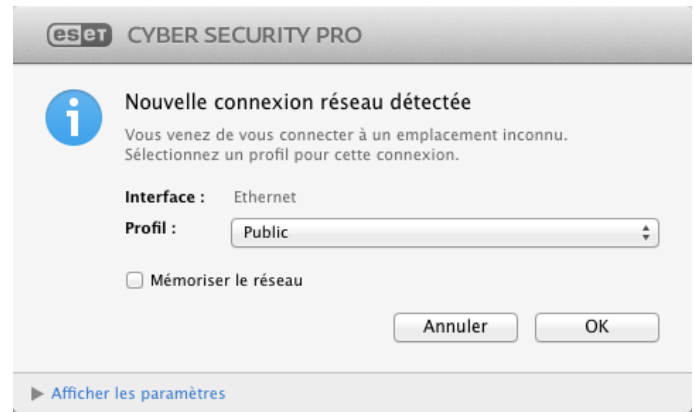 eset CYBER SECURITY PRO
Nouvelle connexion réseau détectée
Vous venez de vous connecter à un emplacement inconnu.
Sélectionnez un profil pour cette connexion.
Interface : Ethernet
Profil : Public
Mémoriser le réseau
Annuler OK
Afficher les paramètres